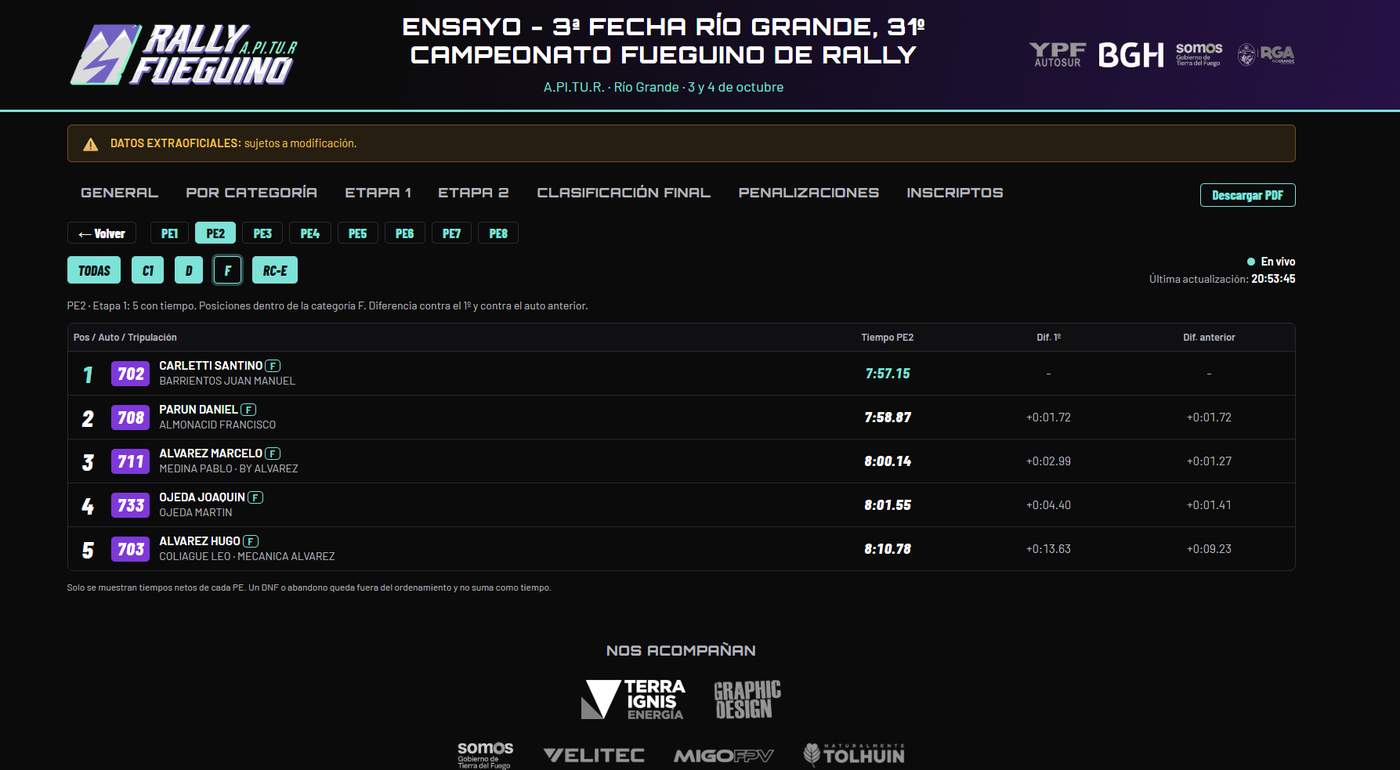 RALLY A.PI.TU.R
FUEGUINO
ENSAYO - 3ª FECHA RÍO GRANDE, 31º
CAMPEONATO FUEGUINO DE RALLY
A.PI.TU.R. · Río Grande · 3 y 4 de octubre
YPF
AUTOSUR
BGH
somos
Gobierno de
Tierra del Fuego
RGA
DATOS EXTRAOFICIALES: sujetos a modificación.
GENERAL POR CATEGORÍA ETAPA 1 ETAPA 2 CLASIFICACIÓN FINAL PENALIZACIONES INSCRIPTOS Descargar PDF
← Volver PE1 PE2 PE3 PE4 PE5 PE6 PE7 PE8
TODAS C1 D F RC-E
En vivo
Última actualización: 20:53:45
PE2 · Etapa 1: 5 con tiempo. Posiciones dentro de la categoría F. Diferencia contra el 1º y contra el auto anterior.
Pos / Auto / Tripulación Tiempo PE2 Dif. 1º Dif. anterior
1 702 CARLETTI SANTINO F 7:57.15 - -
BARRIENTOS JUAN MANUEL
2 708 PARUN DANIEL F 7:58.87 +0:01.72 +0:01.72
ALMONACID FRANCISCO
3 711 ALVAREZ MARCELO F 8:00.14 +0:02.99 +0:01.27
MEDINA PABLO · BY ALVAREZ
4 733 OJEDA JOAQUIN F 8:01.55 +0:04.40 +0:01.41
OJEDA MARTIN
5 703 ALVAREZ HUGO F 8:10.78 +0:13.63 +0:09.23
COLIAGUE LEO · MECANICA ALVAREZ
Solo se muestran tiempos netos de cada PE. Un DNF o abandono queda fuera del ordenamiento y no suma como tiempo.
NOS ACOMPAÑAN
TERRA
IGNIS
ENERGÍA
GRAPHIC
DESIGN
somos
Gobierno de
Tierra del Fuego
VELITEC
MIGOFPV
NATURALMENTE
TOLHUIN